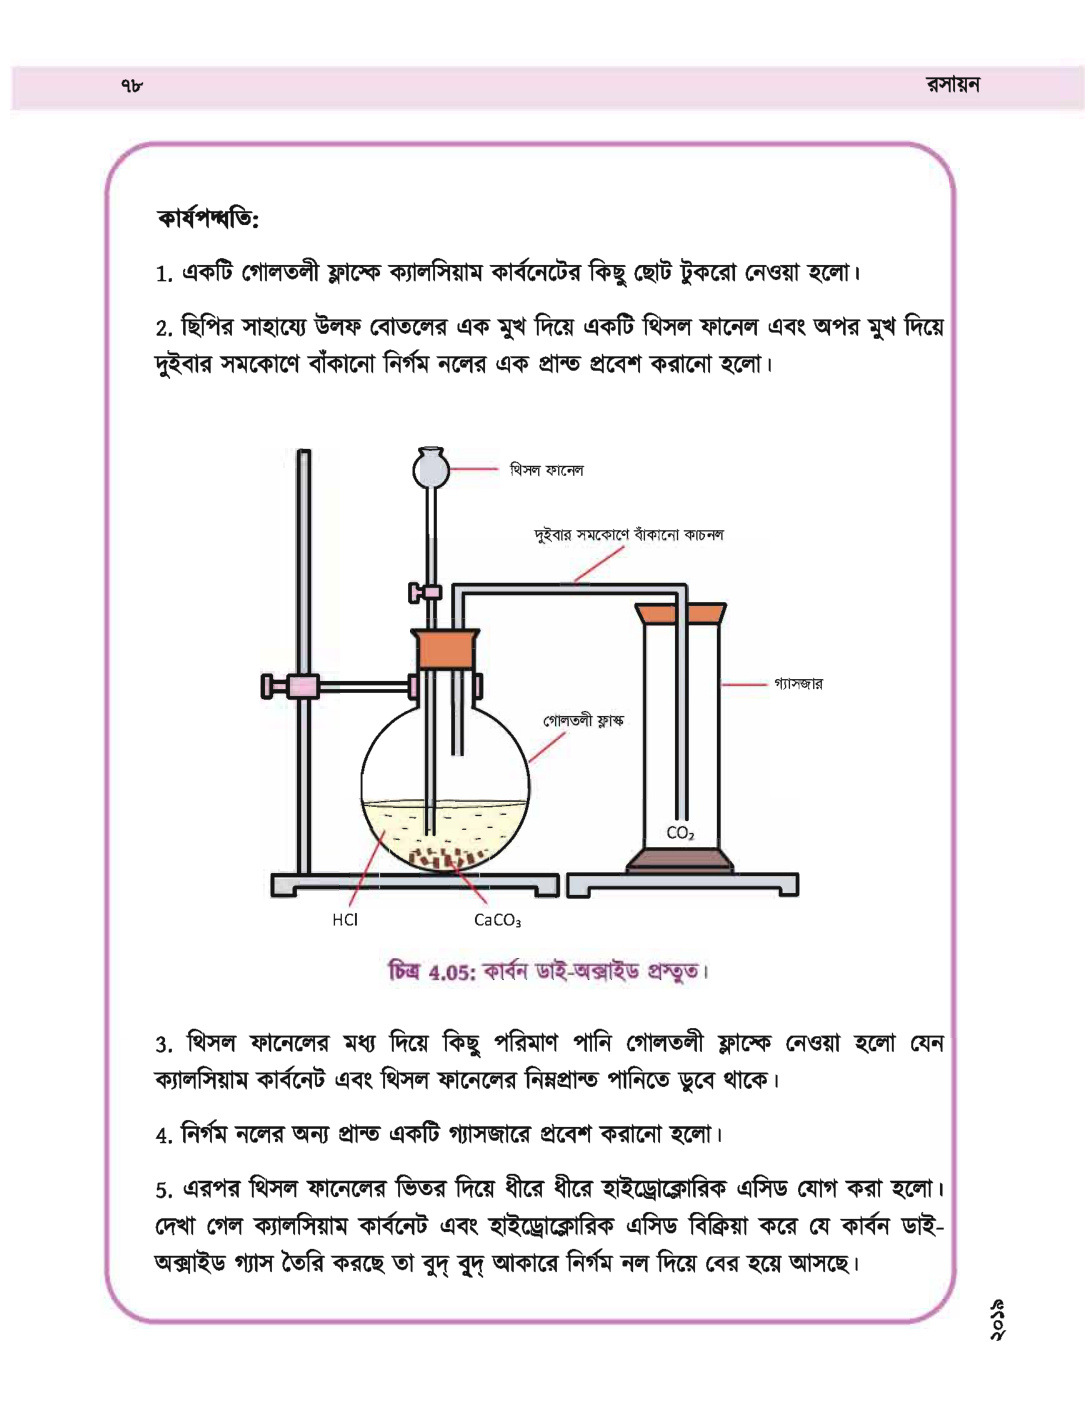 ৭৮ রসায়ন
কার্যপদ্ধতি:
1. একটি গোলতলী ফ্লাস্কে ক্যালসিয়াম কার্বনেটের কিছু ছোট টুকরো নেওয়া হলো।
2. ছিপির সাহায্যে উলফ বোতলের এক মুখ দিয়ে একটি থিসল ফানেল এবং অপর মুখ দিয়ে
দুইবার সমকোণে বাঁকানো নির্গম নলের এক প্রান্ত প্রবেশ করানো হলো।
থিসল ফানেল
দুইবার সমকোণে বাঁকানো কাচনল
গ্যাসজার
গোলতলী ফ্লাস্ক
CO₂
HCl
CaCO₃
চিত্র 4.05: কার্বন ডাই-অক্সাইড প্রস্তুত।
3. থিসল ফানেলের মধ্য দিয়ে কিছু পরিমাণ পানি গোলতলী ফ্লাস্কে নেওয়া হলো যেন
ক্যালসিয়াম কার্বনেট এবং থিসল ফানেলের নিম্নপ্রান্ত পানিতে ডুবে থাকে।
4. নির্গম নলের অন্য প্রান্ত একটি গ্যাসজারে প্রবেশ করানো হলো।
5. এরপর থিসল ফানেলের ভিতর দিয়ে ধীরে ধীরে হাইড্রোক্লোরিক এসিড যোগ করা হলো।
দেখা গেল ক্যালসিয়াম কার্বনেট এবং হাইড্রোক্লোরিক এসিড বিক্রিয়া করে যে কার্বন ডাই-
অক্সাইড গ্যাস তৈরি করছে তা বুদ্ বুদ্ আকারে নির্গম নল দিয়ে বের হয়ে আসছে।
২০১৯